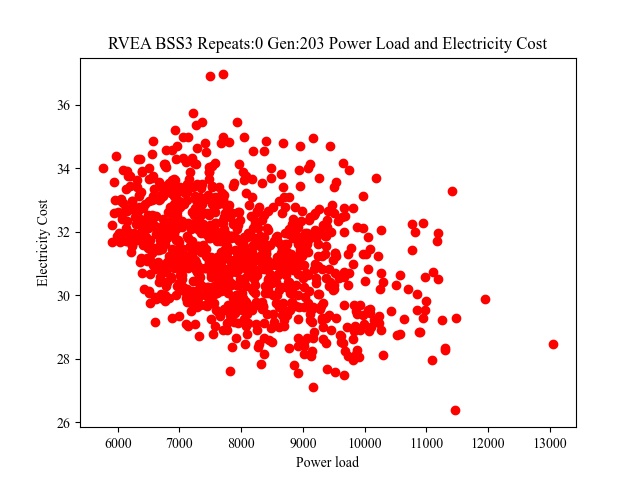 RVEA BSS3 Repeats:0 Gen:203 Power Load and Electricity Cost
Electricity Cost
36
34
32
30
28
26
6000 7000 8000 9000 10000 11000 12000 13000
Power load